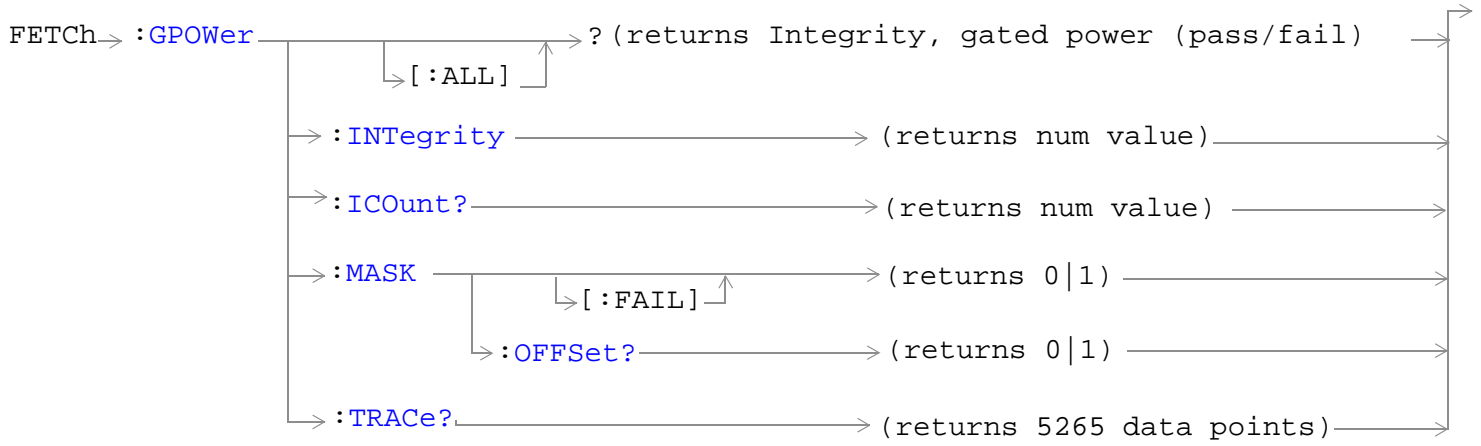 FETCh :GPOWer ? (returns Integrity, gated power (pass/fail)
[:ALL]
:INTegrity (returns num value)
:ICOunt? (returns num value)
:MASK (returns 0|1)
[:FAIL]
:OFFSet? (returns 0|1)
:TRACe? (returns 5265 data points)